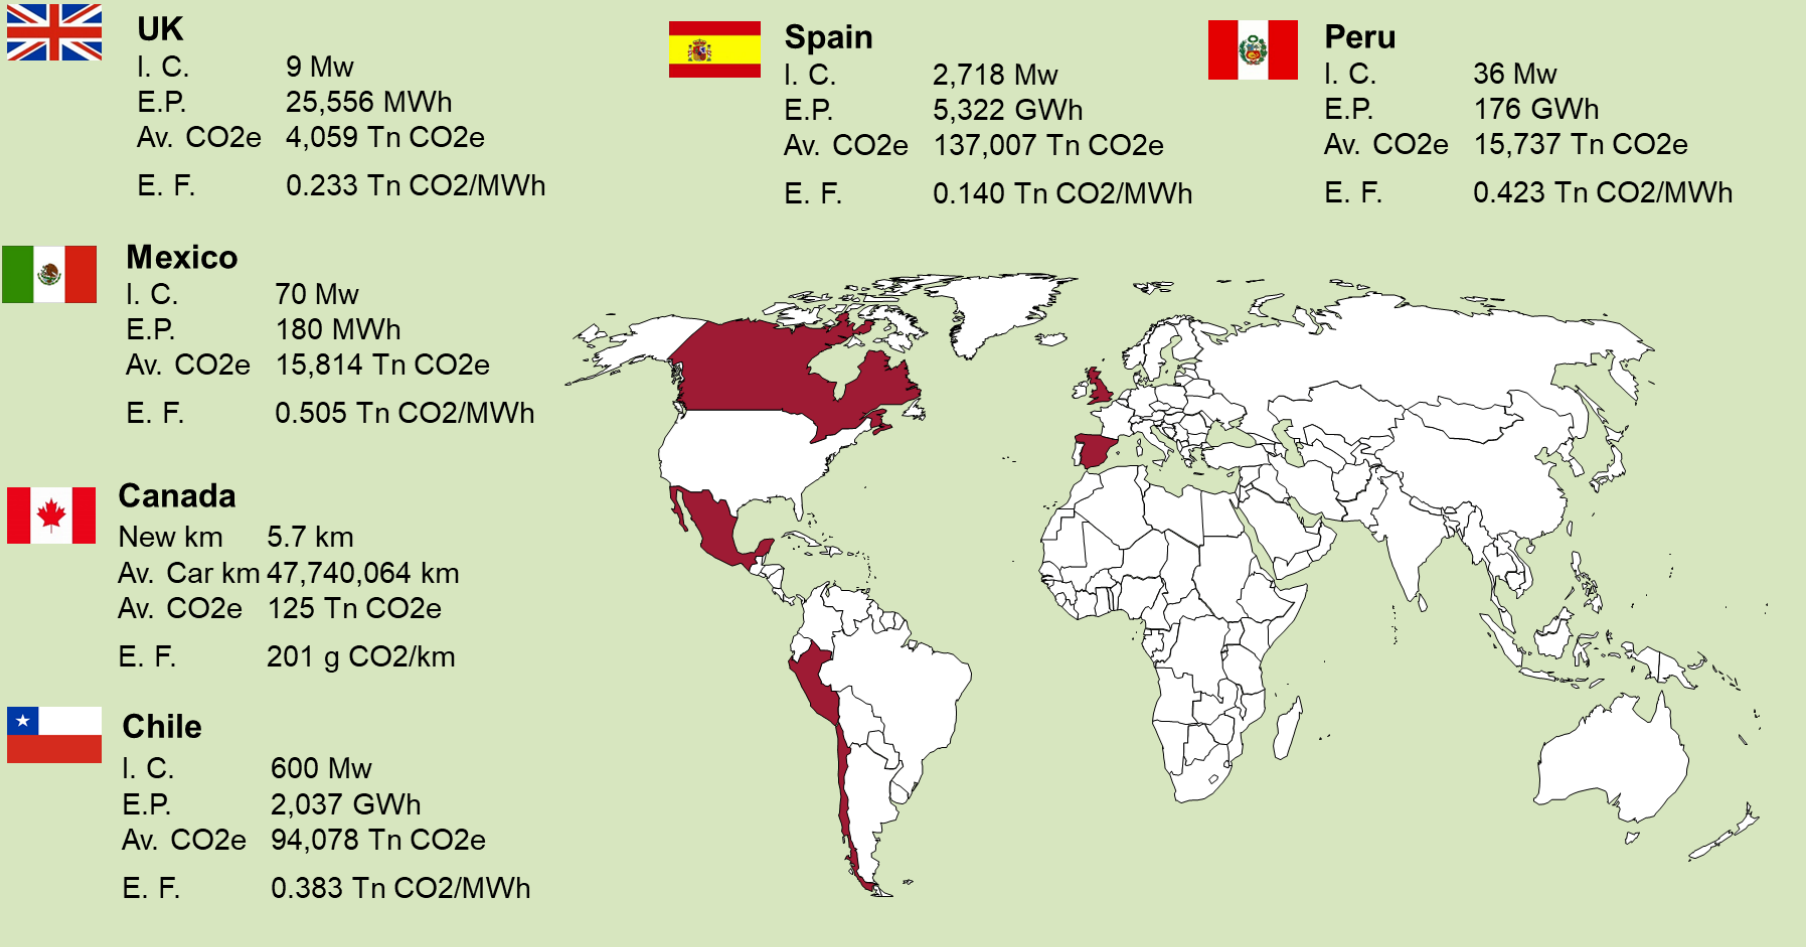 UK
I. C. 9 Mw
E.P. 25,556 MWh
Av. CO2e 4,059 Tn CO2e
E. F. 0.233 Tn CO2/MWh
Spain
I. C. 2,718 Mw
E.P. 5,322 GWh
Av. CO2e 137,007 Tn CO2e
E. F. 0.140 Tn CO2/MWh
Peru
I. C. 36 Mw
E.P. 176 GWh
Av. CO2e 15,737 Tn CO2e
E. F. 0.423 Tn CO2/MWh
Mexico
I. C. 70 Mw
E.P. 180 MWh
Av. CO2e 15,814 Tn CO2e
E. F. 0.505 Tn CO2/MWh
Canada
New km 5.7 km
Av. Car km 47,740,064 km
Av. CO2e 125 Tn CO2e
E. F. 201 g CO2/km
Chile
I. C. 600 Mw
E.P. 2,037 GWh
Av. CO2e 94,078 Tn CO2e
E. F. 0.383 Tn CO2/MWh